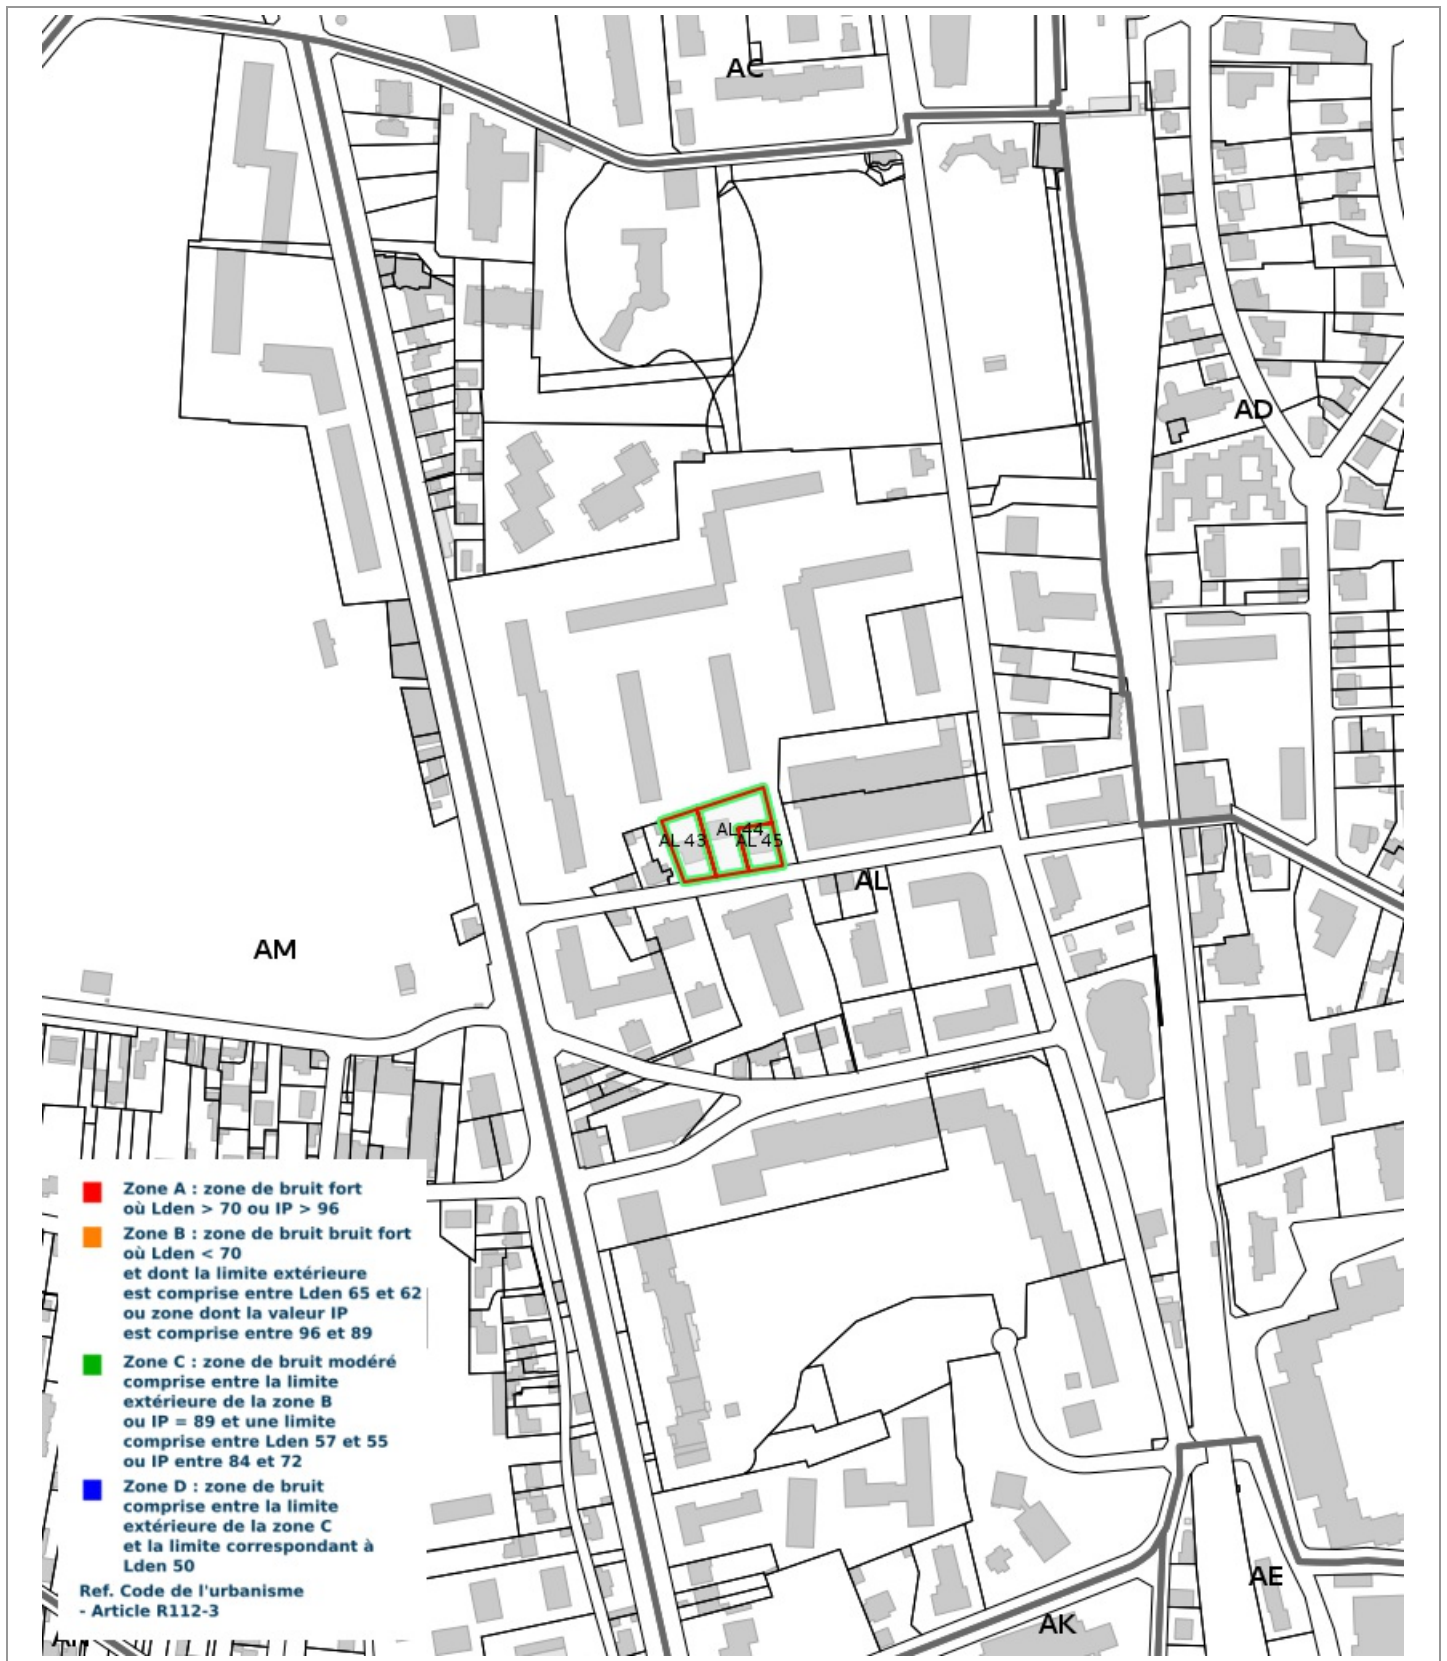 AC
AD
AL 44
AL 43
AL 45
AL
AM
Zone A : zone de bruit fort
où Lden > 70 ou IP > 96
Zone B : zone de bruit bruit fort
où Lden < 70
et dont la limite extérieure
est comprise entre Lden 65 et 62
ou zone dont la valeur IP
est comprise entre 96 et 89
Zone C : zone de bruit modéré
comprise entre la limite
extérieure de la zone B
ou IP = 89 et une limite
comprise entre Lden 57 et 55
ou IP entre 84 et 72
Zone D : zone de bruit
comprise entre la limite
extérieure de la zone C
et la limite correspondant à
Lden 50
Ref. Code de l'urbanisme
- Article R112-3
AE
AK